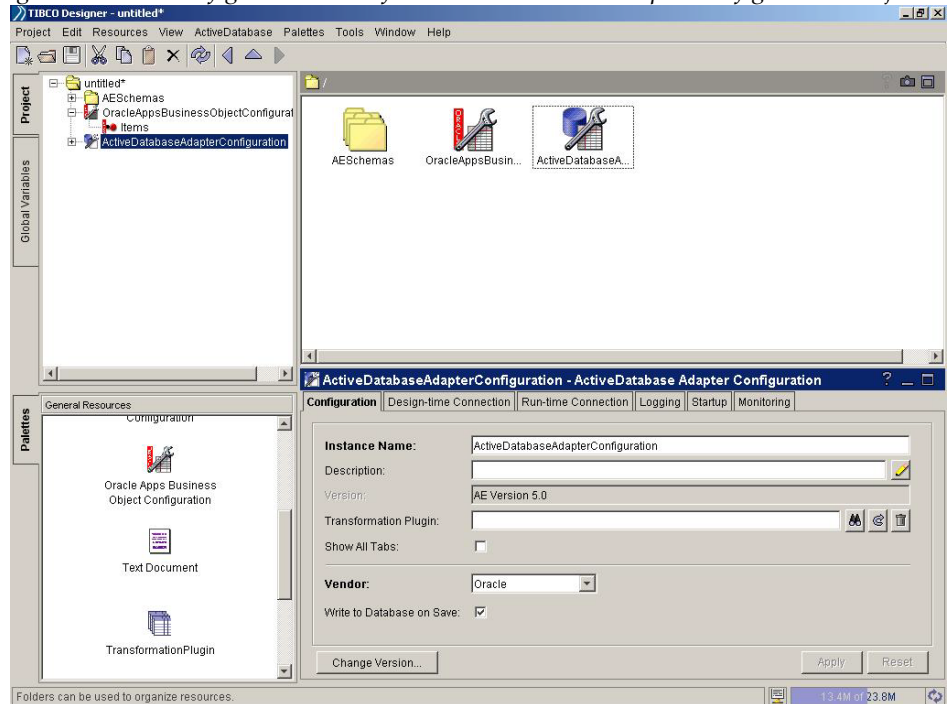 TIBCO Designer - untitled*
Project Edit Resources View ActiveDatabase Palettes Tools Window Help
Project
Global Variables
untitled*
AESchemas
OracleAppsBusinessObjectConfigurat
Items
ActiveDatabaseAdapterConfiguration
/
AESchemas
OracleAppsBusin...
ActiveDatabaseA...
Palettes
General Resources
Configuration
Oracle Apps Business
Object Configuration
Text Document
TransformationPlugin
ActiveDatabaseAdapterConfiguration - ActiveDatabase Adapter Configuration
Configuration Design-time Connection Run-time Connection Logging Startup Monitoring
Instance Name: ActiveDatabaseAdapterConfiguration
Description:
Version: AE Version 5.0
Transformation Plugin:
Show All Tabs:
Vendor: Oracle
Write to Database on Save:
Change Version... Apply Reset
Folders can be used to organize resources. 13.4M of 23.8M